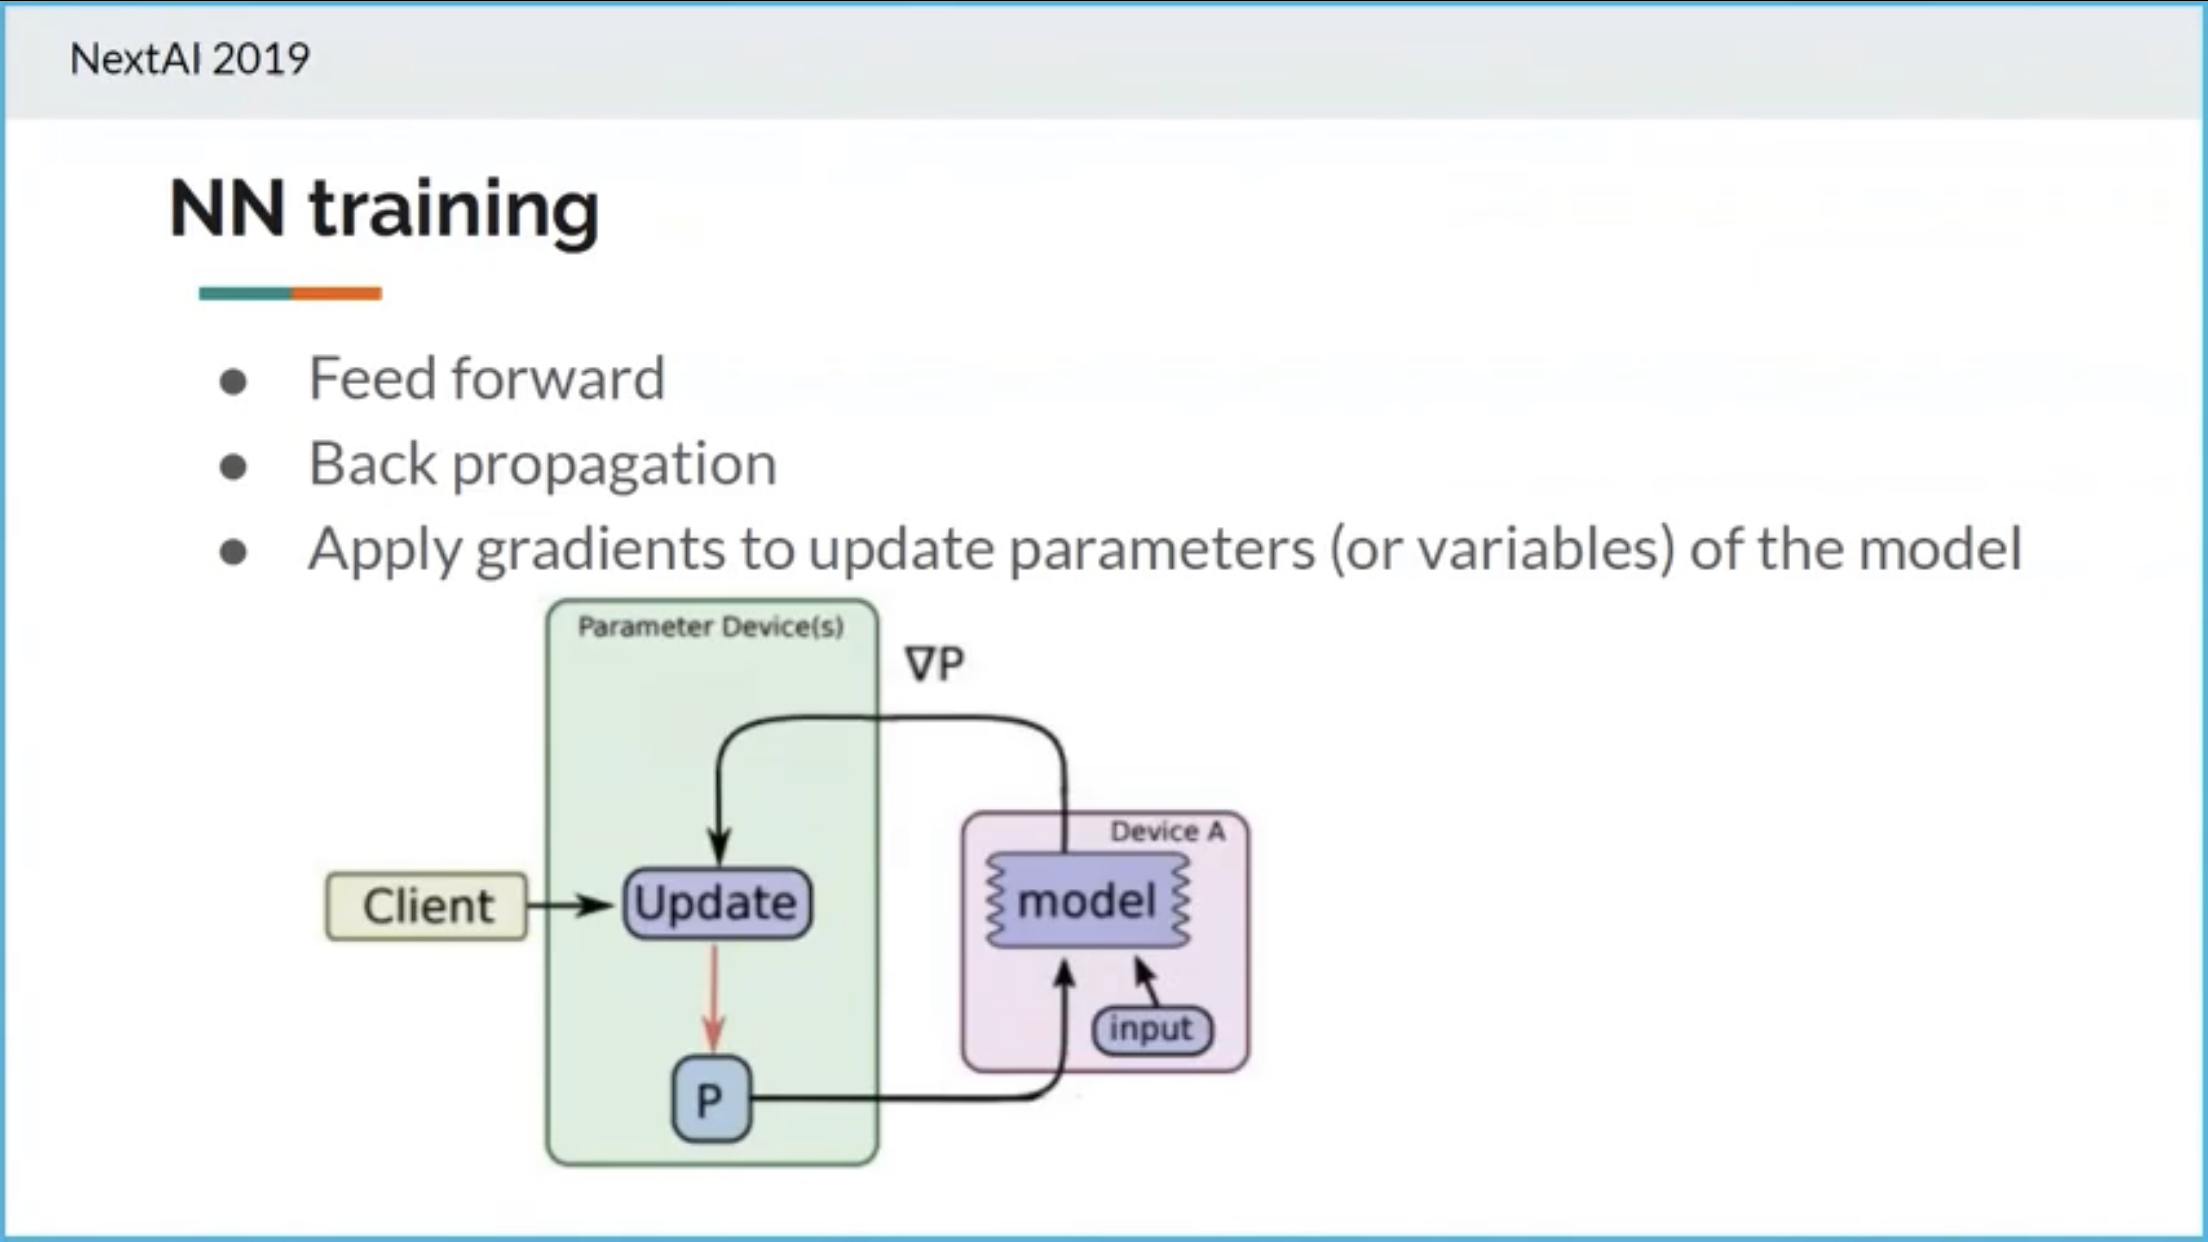 NextAI 2019
NN training
● Feed forward
● Back propagation
● Apply gradients to update parameters (or variables) of the model
Parameter Device(s)
∇P
Device A
Client
Update
model
input
P